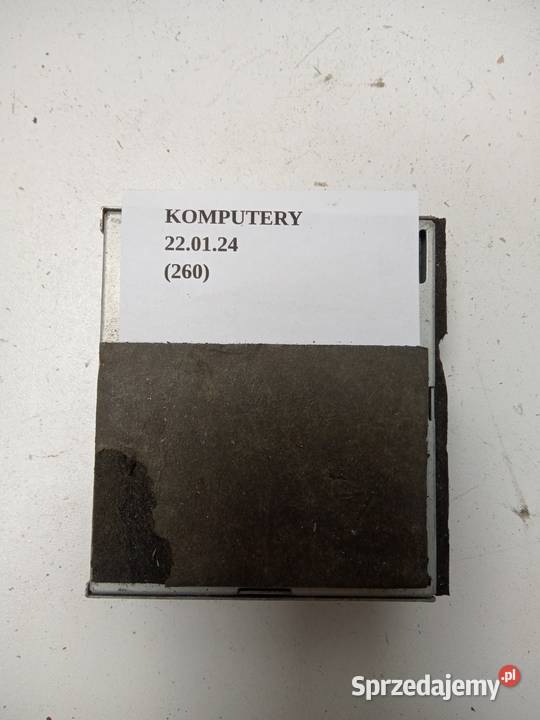 KOMPUTERY
22.01.24
(260)
Sprzedajemy.pl